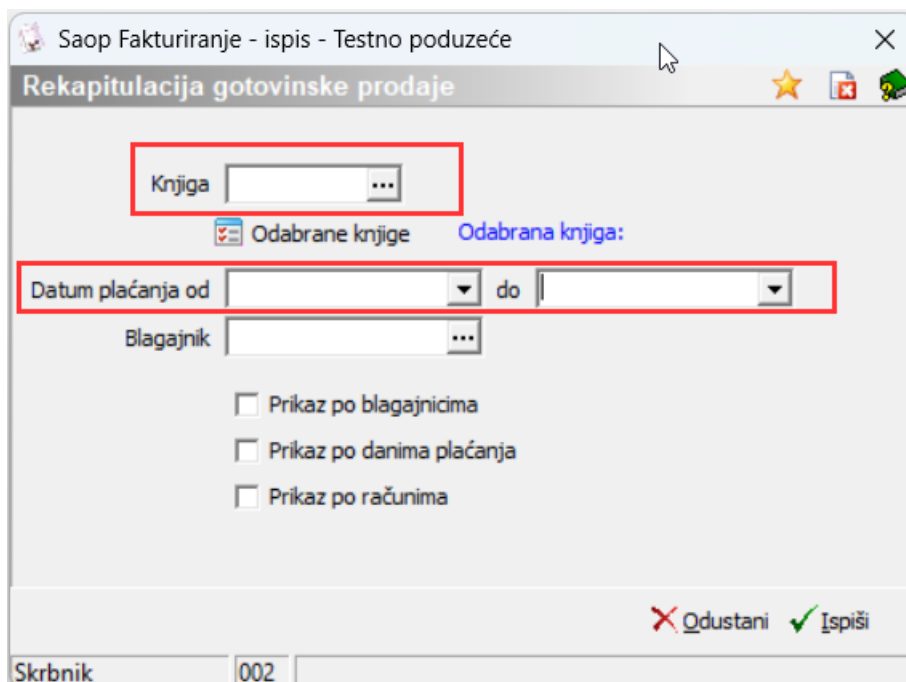 Saop Fakturiranje - ispis - Testno poduzeće
Rekapitulacija gotovinske prodaje
Knjiga ...
Odabrane knjige Odabrana knjiga:
Datum plaćanja od do
Blagajnik ...
Prikaz po blagajnicima
Prikaz po danima plaćanja
Prikaz po računima
Odustani Ispiši
Skrbnik 002